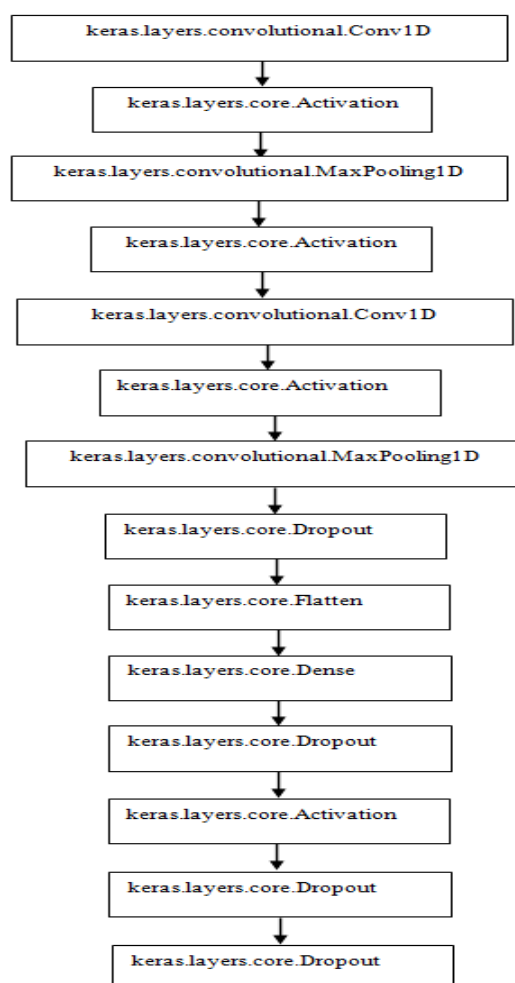 keras.layers.convolutional.Conv1D
keras.layers.core.Activation
keras.layers.convolutional.MaxPooling1D
keras.layers.core.Activation
keras.layers.convolutional.Conv1D
keras.layers.core.Activation
keras.layers.convolutional.MaxPooling1D
keras.layers.core.Dropout
keras.layers.core.Flatten
keras.layers.core.Dense
keras.layers.core.Dropout
keras.layers.core.Activation
keras.layers.core.Dropout
keras.layers.core.Dropout